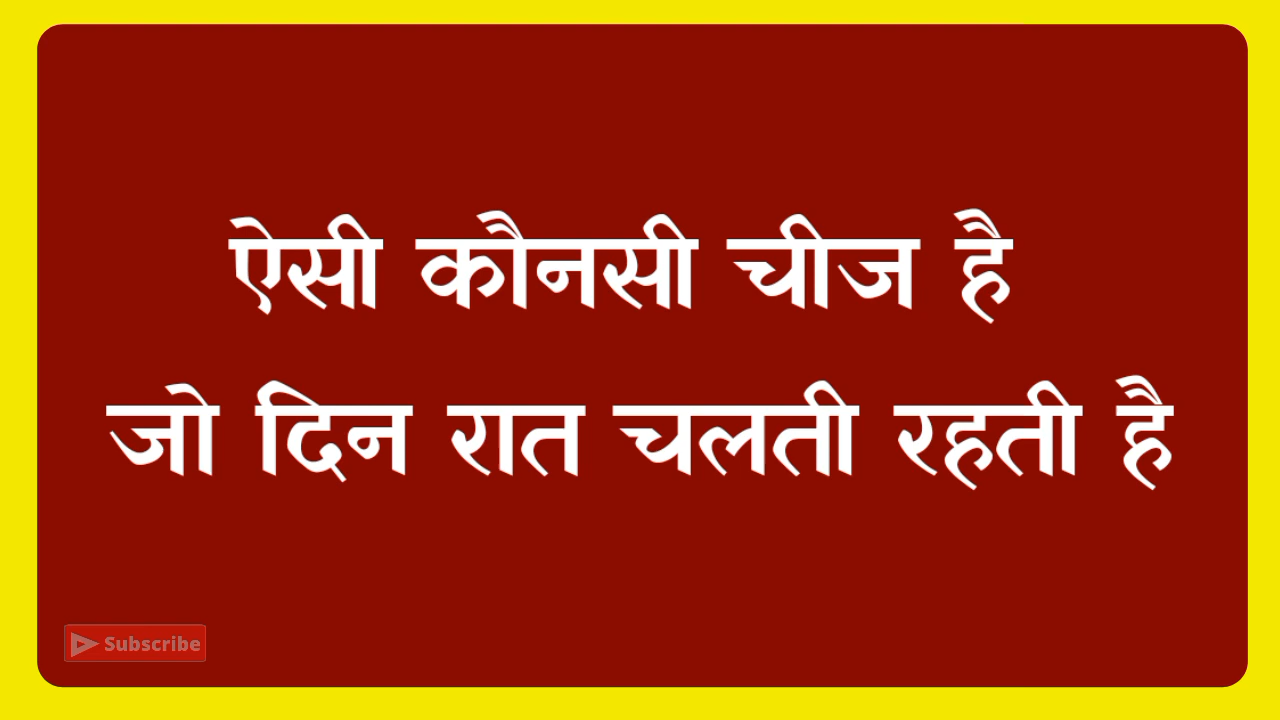 ऐसी कौनसी चीज है
जो दिन रात चलती रहती है
Subscribe